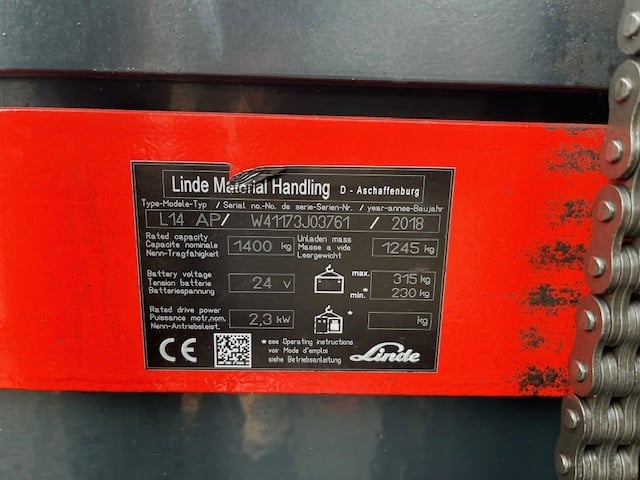 Linde Material Handling D - Aschaffenburg
Type-Modele-Typ / Serial no.-No. de serie-Serien-Nr. / year-annee-Baujahr
L14 AP/ W41173J03761 / 2018
Rated capacity
Capacite nominale
Nenn-Tragfähigkeit
1400 kg
Unladen mass
Masse a vide
Leergewicht
1245 kg
Battery voltage
Tension batterie
Batteriespannung
24 v
max. 315 kg
min.* 230 kg
Rated drive power
Puissance motr.nom.
Nenn-Antriebsleist.
2,3 kW
* kg
CE
* see Operating instructions
voir Mode d'emploi
siehe Betriebsanleitung
Linde